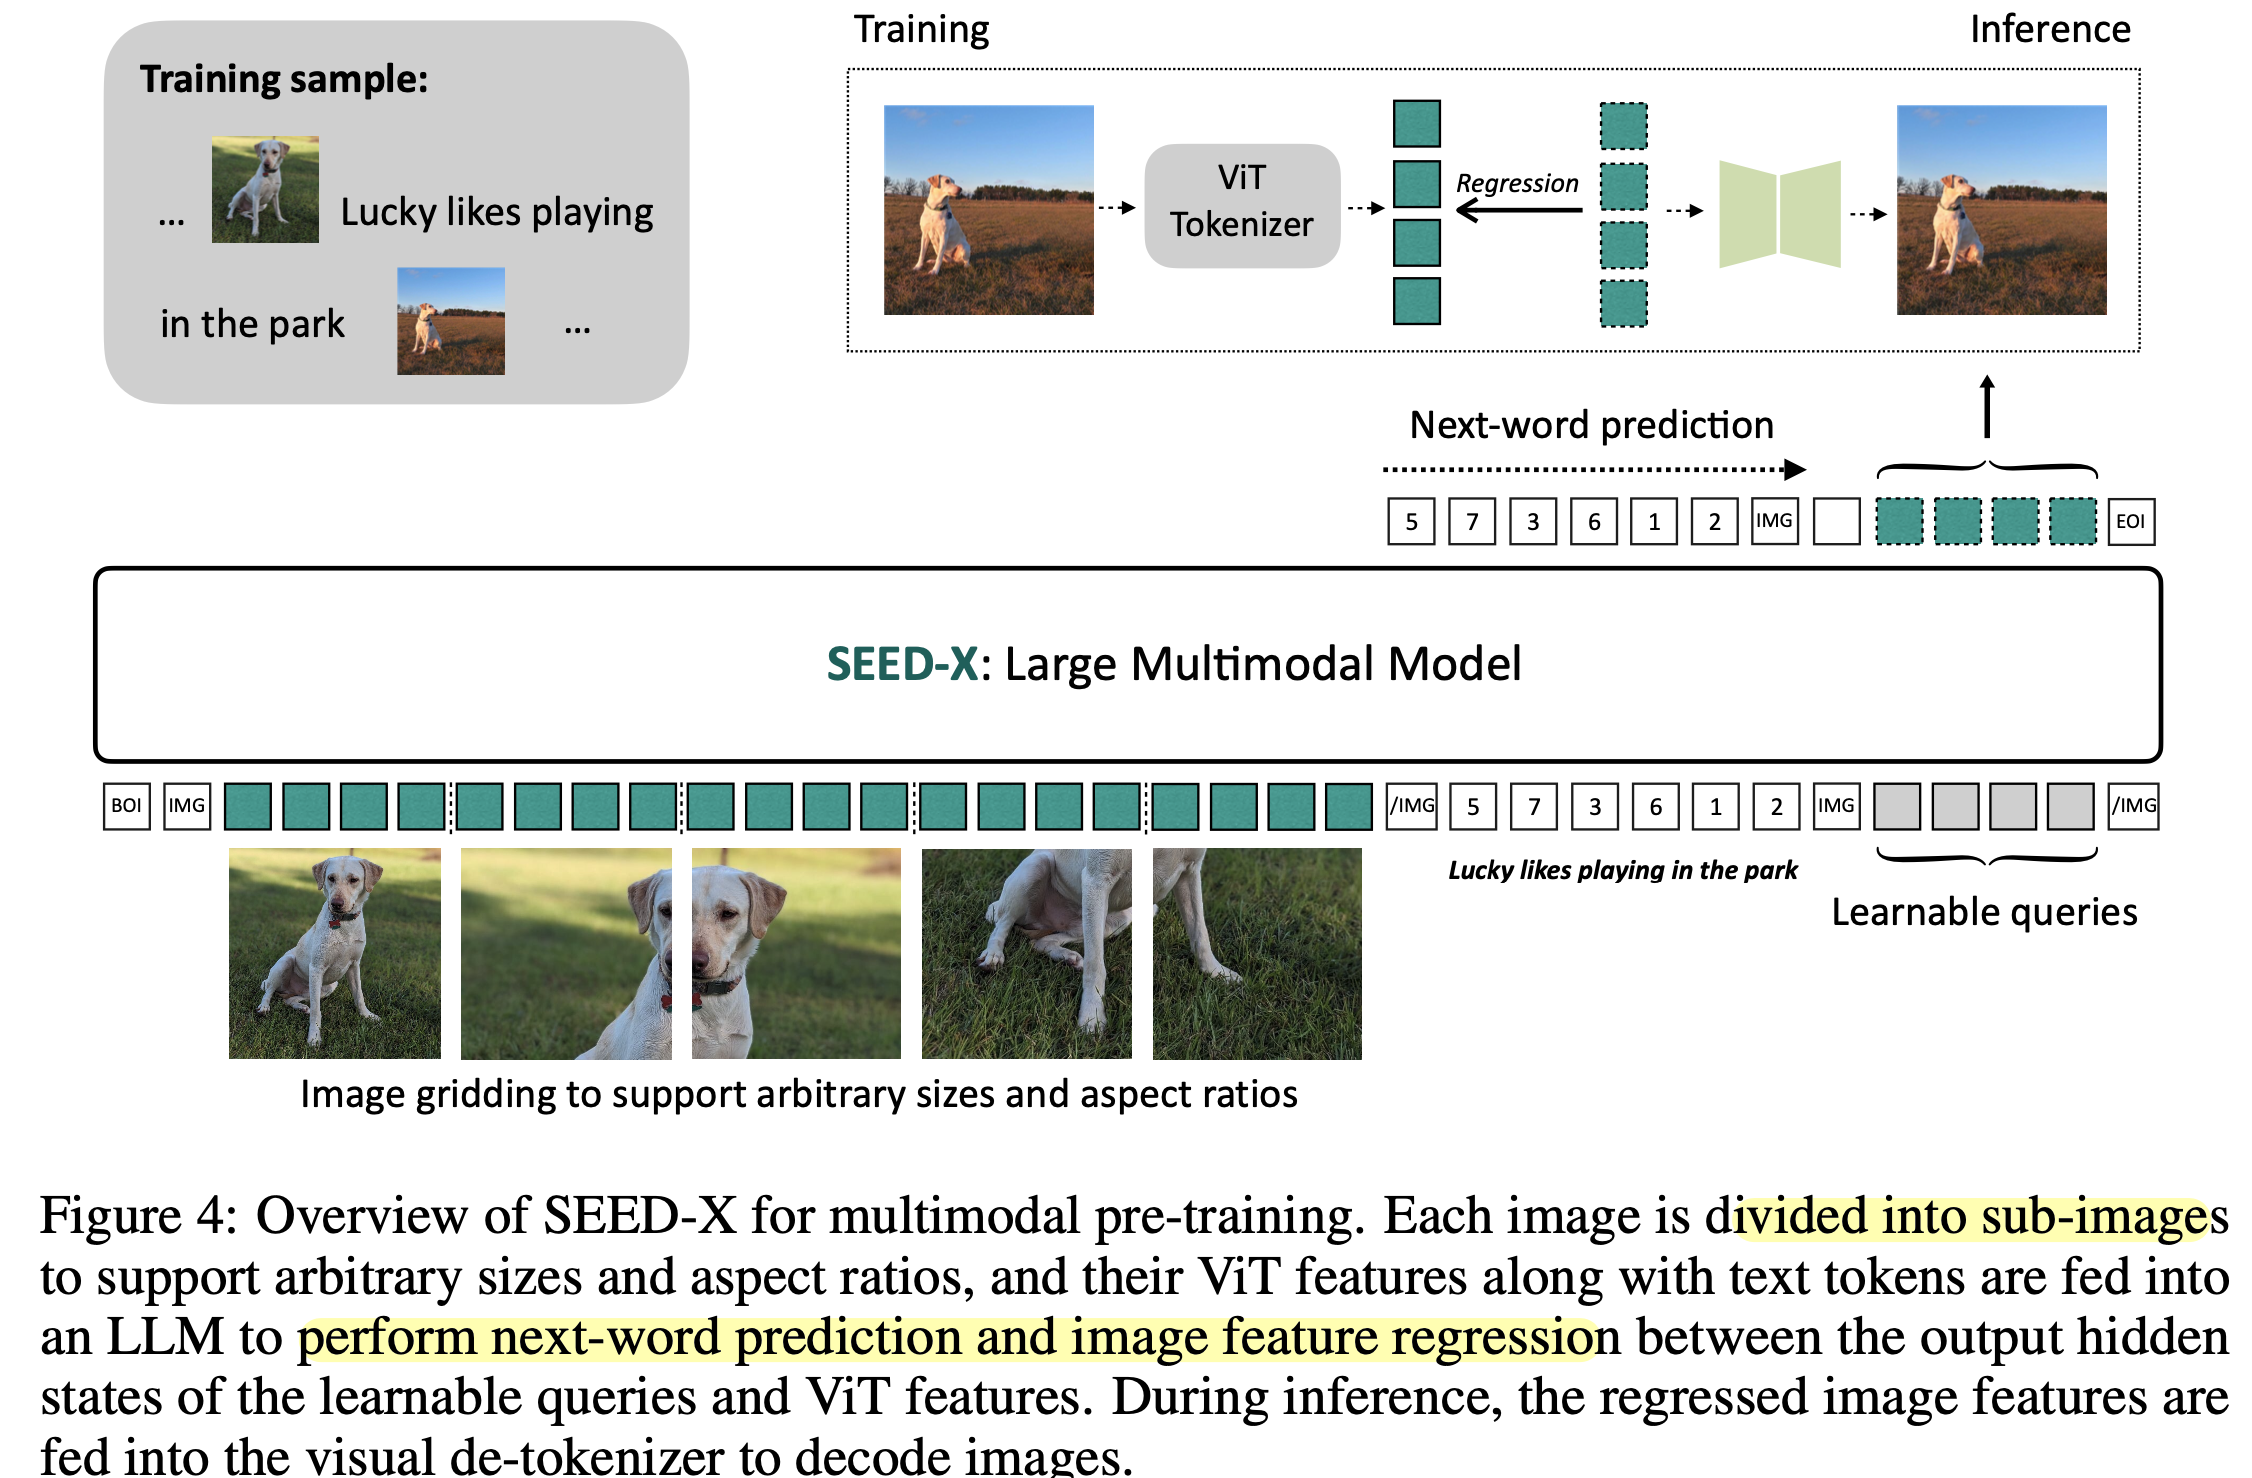 Training sample:
... Lucky likes playing
in the park ...
Training
Inference
ViT
Tokenizer
Regression
Next-word prediction
5 7 3 6 1 2 IMG EOI
SEED-X: Large Multimodal Model
BOI IMG /IMG 5 7 3 6 1 2 IMG /IMG
Lucky likes playing in the park
Learnable queries
Image gridding to support arbitrary sizes and aspect ratios
Figure 4: Overview of SEED-X for multimodal pre-training. Each image is divided into sub-images
to support arbitrary sizes and aspect ratios, and their ViT features along with text tokens are fed into
an LLM to perform next-word prediction and image feature regression between the output hidden
states of the learnable queries and ViT features. During inference, the regressed image features are
fed into the visual de-tokenizer to decode images.